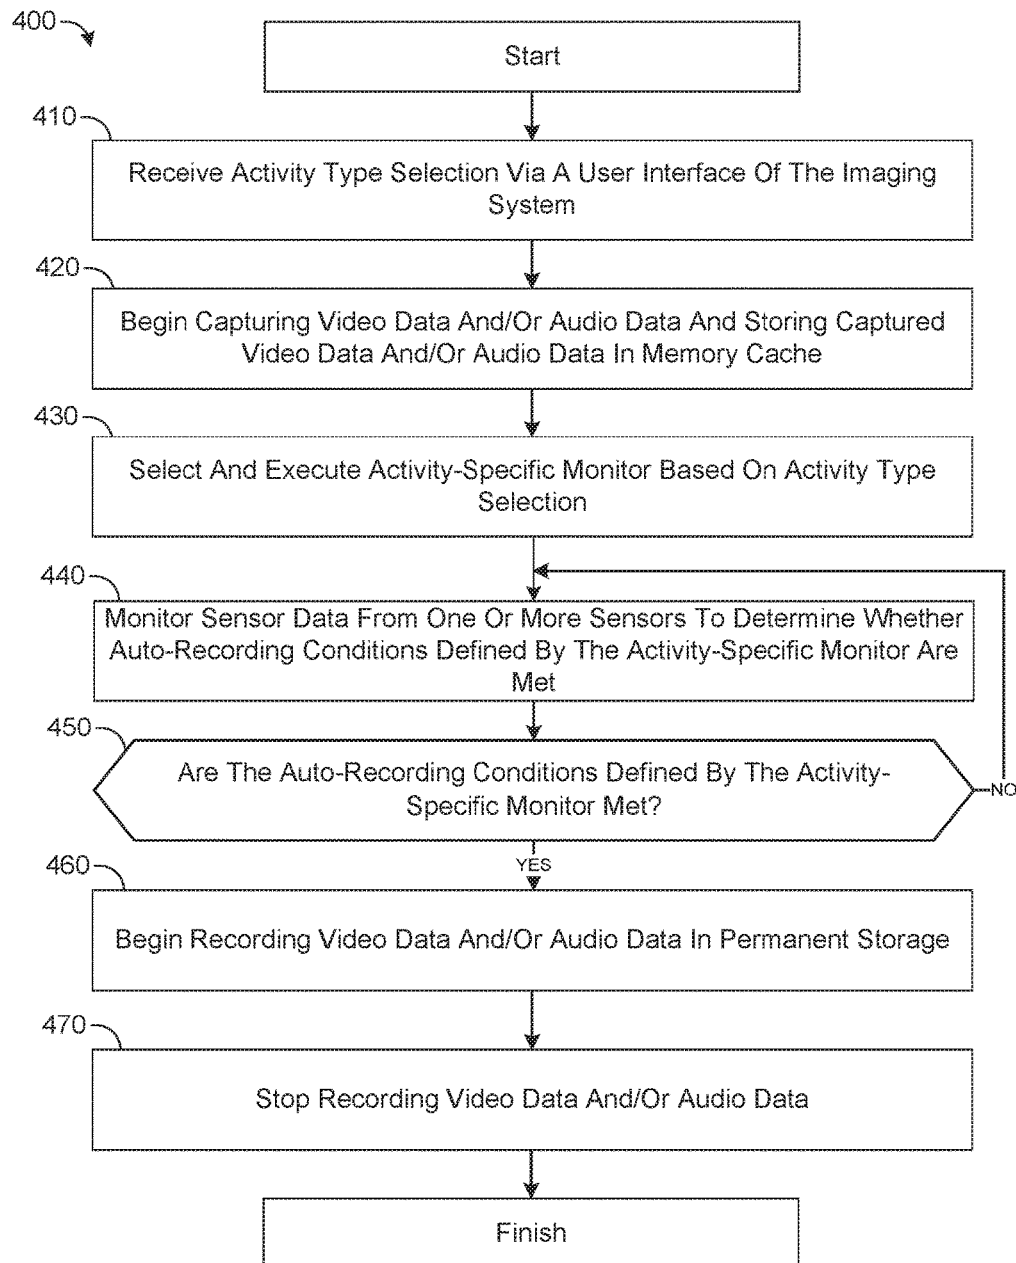 400
Start
410
Receive Activity Type Selection Via A User Interface Of The Imaging
System
420
Begin Capturing Video Data And/Or Audio Data And Storing Captured
Video Data And/Or Audio Data In Memory Cache
430
Select And Execute Activity-Specific Monitor Based On Activity Type
Selection
440
Monitor Sensor Data From One Or More Sensors To Determine Whether
Auto-Recording Conditions Defined By The Activity-Specific Monitor Are
Met
450
Are The Auto-Recording Conditions Defined By The Activity-
Specific Monitor Met?
NO
YES
460
Begin Recording Video Data And/Or Audio Data In Permanent Storage
470
Stop Recording Video Data And/Or Audio Data
Finish